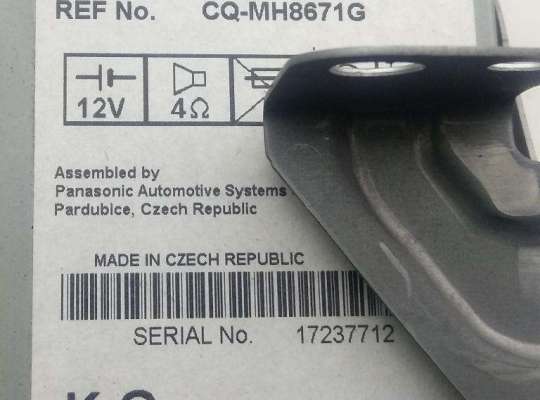 REF No. CQ-MH8671G
12V 4Ω
Assembled by
Panasonic Automotive Systems
Pardubice, Czech Republic
MADE IN CZECH REPUBLIC
SERIAL No. 17237712